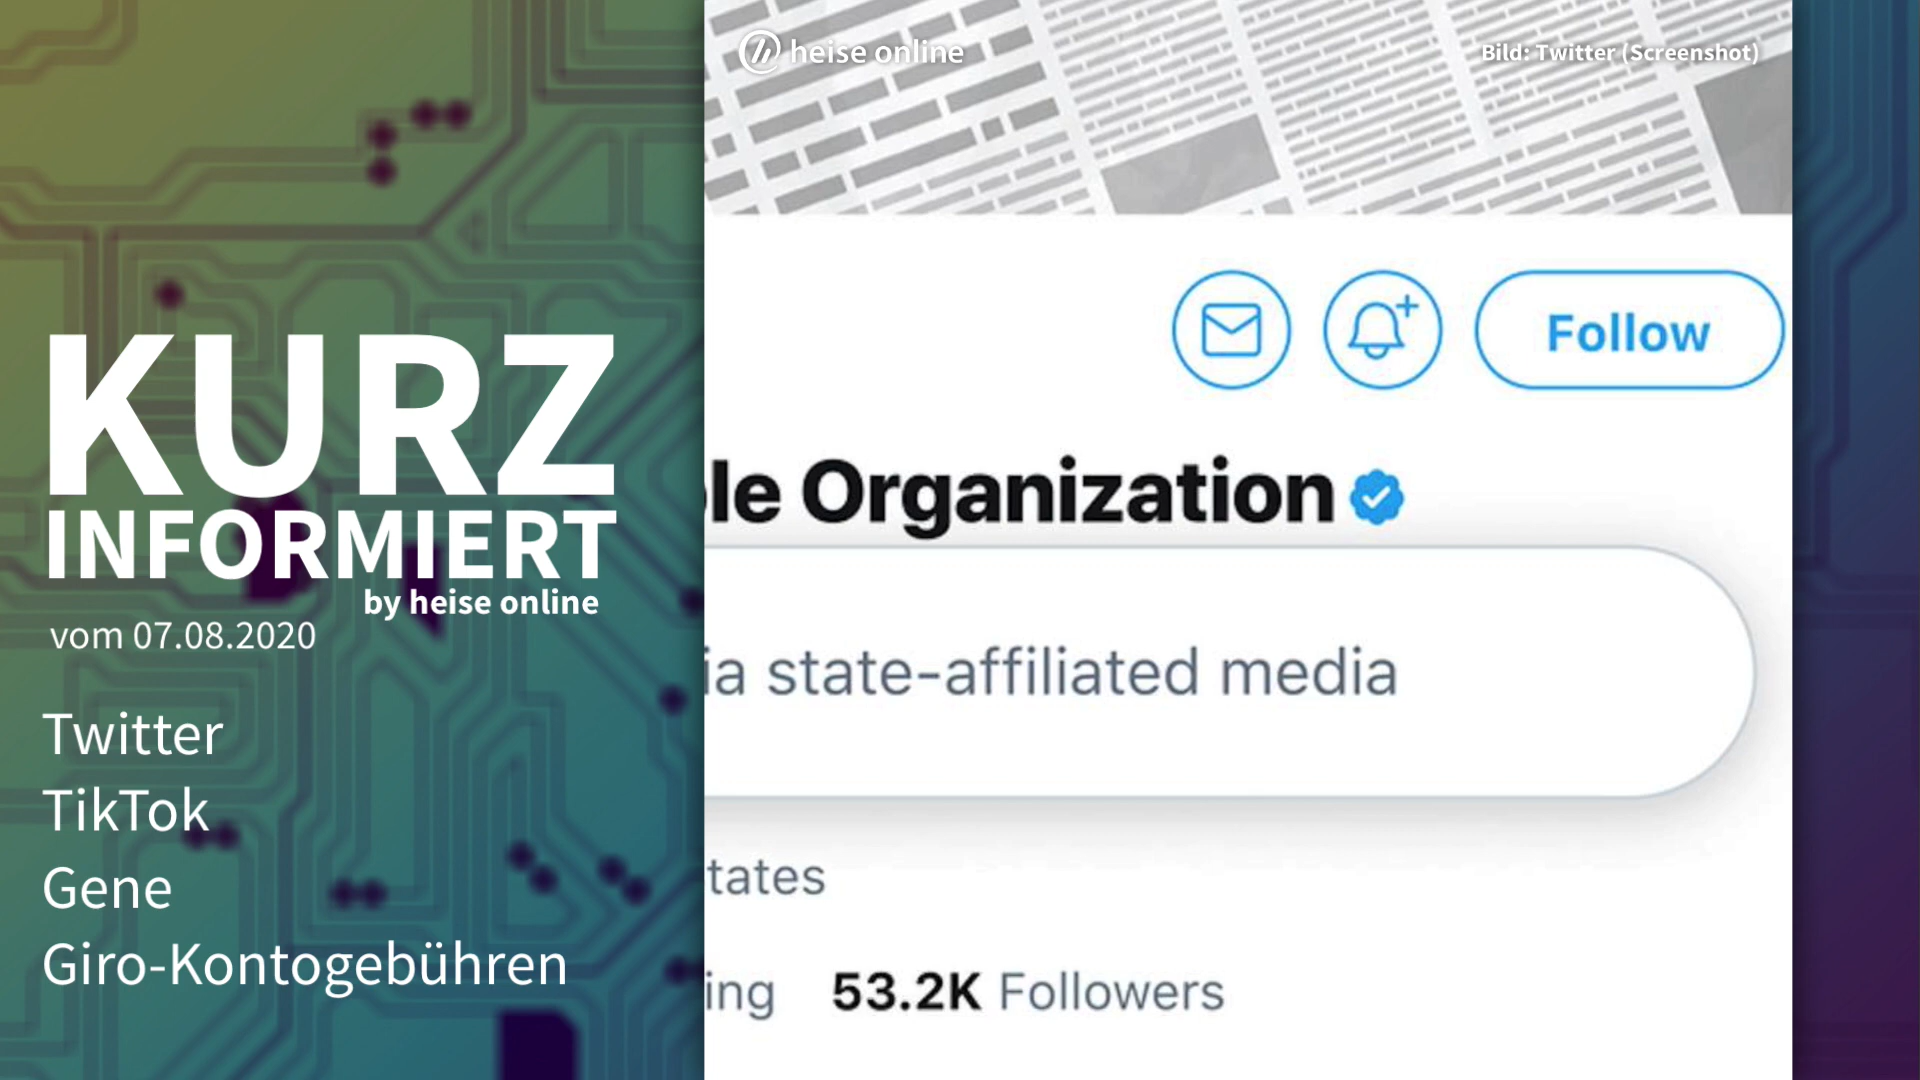 KURZ
INFORMIERT
by heise online
vom 07.08.2020
Twitter
TikTok
Gene
Giro-Kontogebühren
heise online
Bild: Twitter (Screenshot)
Follow
le Organization
ia state-affiliated media
tates
ing 53.2K Followers